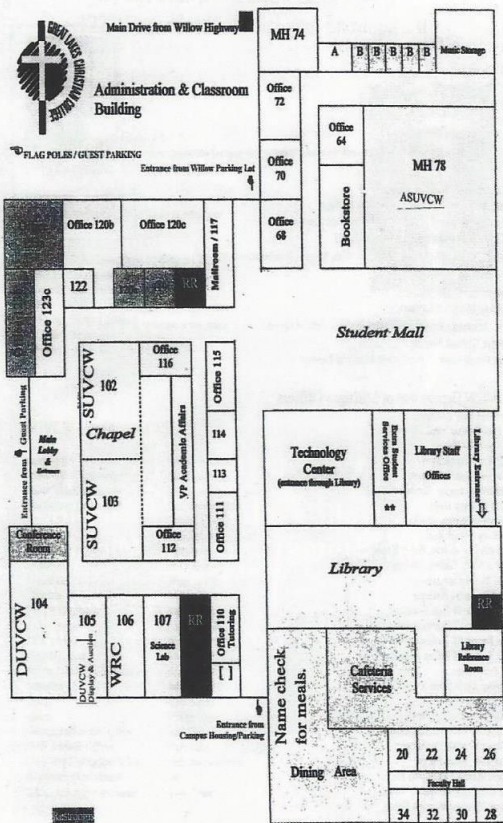 Main Drive from Willow Highway
GREAT LAKES CHRISTIAN COLLEGE
Administration & Classroom
Building
FLAG POLES / GUEST PARKING
Entrance from Willow Parking Lot
MH 74
A B B B B B
Music Storage
Office
72
Office
70
Office
68
Office
64
Bookstore
MH 78
ASUVCW
Office 120b
Office 120c
Mailroom / 117
122
RR
Office 123c
Student Mall
SUVCW
102
Chapel
SUVCW
103
Office
116
VP Academic Affairs
Office
112
Office 115
114
113
Office 111
Entrance from Guest Parking
Main
Lobby
&
Entrance
Conference
Room
Technology
Center
(entrance through Library)
Extra Student
Services Office
**
Library Staff
Offices
Library Entrance
Library
RR
Library
Reference
Room
DUVCW
104
105
DUVCW
Display & Auction
106
WRC
107
Science
Lab
RR
Office 110
Tutoring
[ ]
Entrance from
Campus Housing/Parking
Name check
for meals.
Cafeteria
Services
Dining Area
20 22 24 26
Faculty Hall
34 32 30 28
Restroom